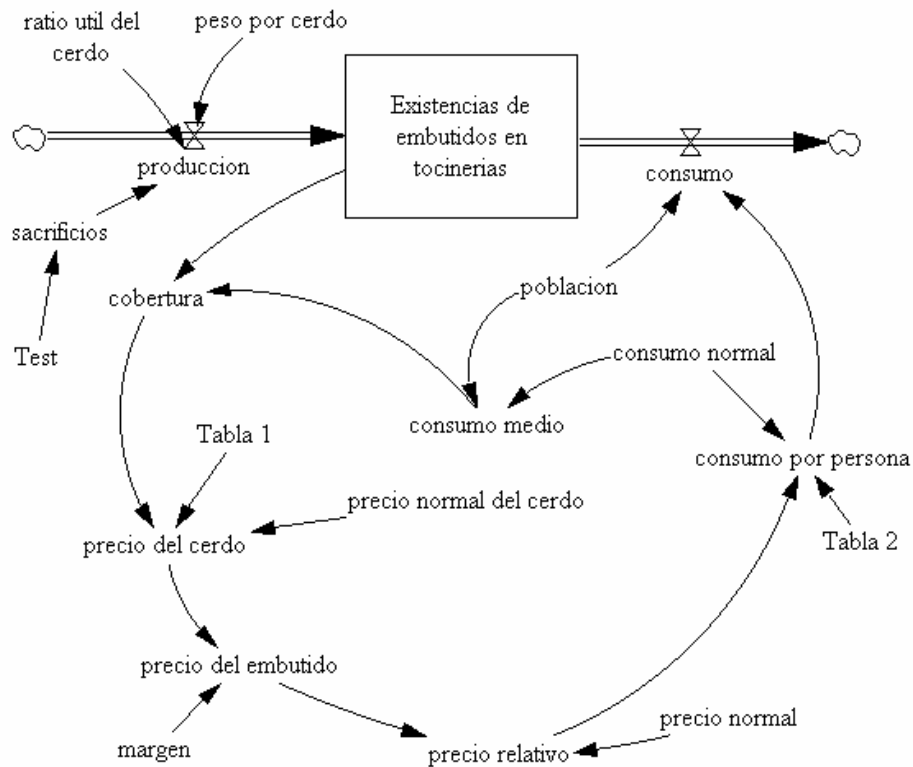 ratio util del
cerdo
peso por cerdo
Existencias de
embutidos en
tocinerias
produccion
consumo
sacrificios
cobertura
poblacion
Test
consumo normal
consumo medio
Tabla 1
consumo por persona
precio normal del cerdo
precio del cerdo
Tabla 2
precio del embutido
precio normal
margen
precio relativo